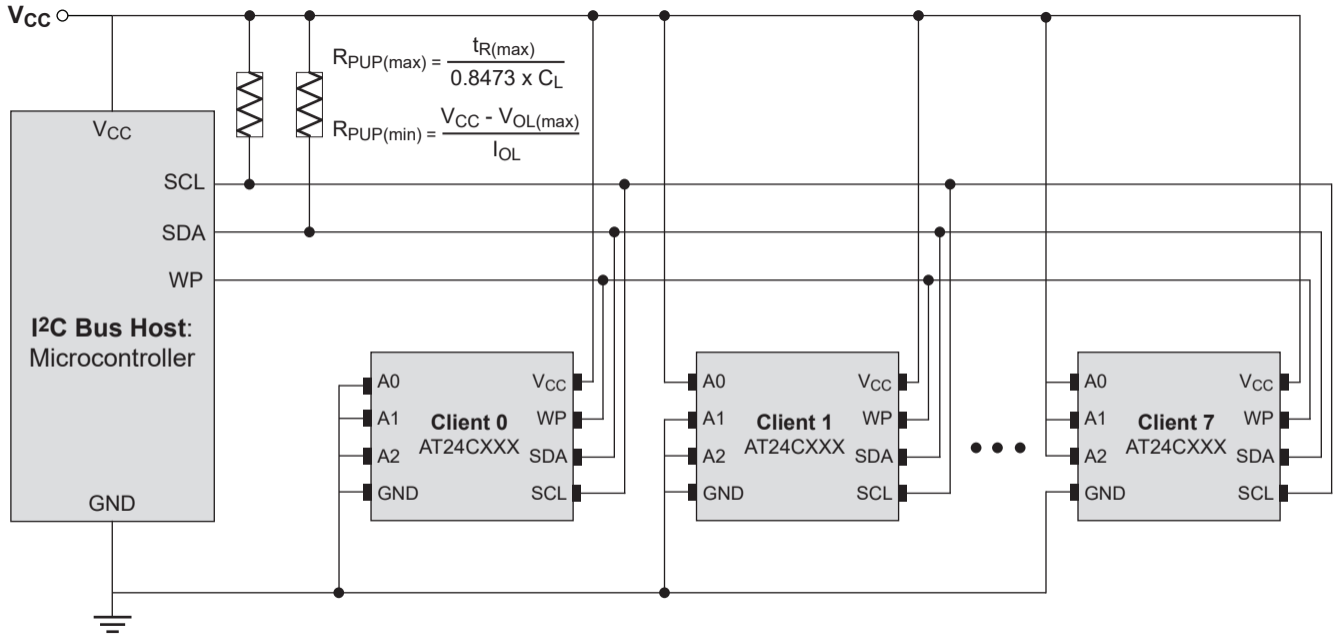 VCC
RPUP(max) = tR(max)
0.8473 x CL
RPUP(min) = VCC - VOL(max)
IOL
VCC
SCL
SDA
WP
I2C Bus Host:
Microcontroller
GND
A0
A1
A2
GND
Client 0
AT24CXXX
VCC
WP
SDA
SCL
A0
A1
A2
GND
Client 1
AT24CXXX
VCC
WP
SDA
SCL
A0
A1
A2
GND
Client 7
AT24CXXX
VCC
WP
SDA
SCL